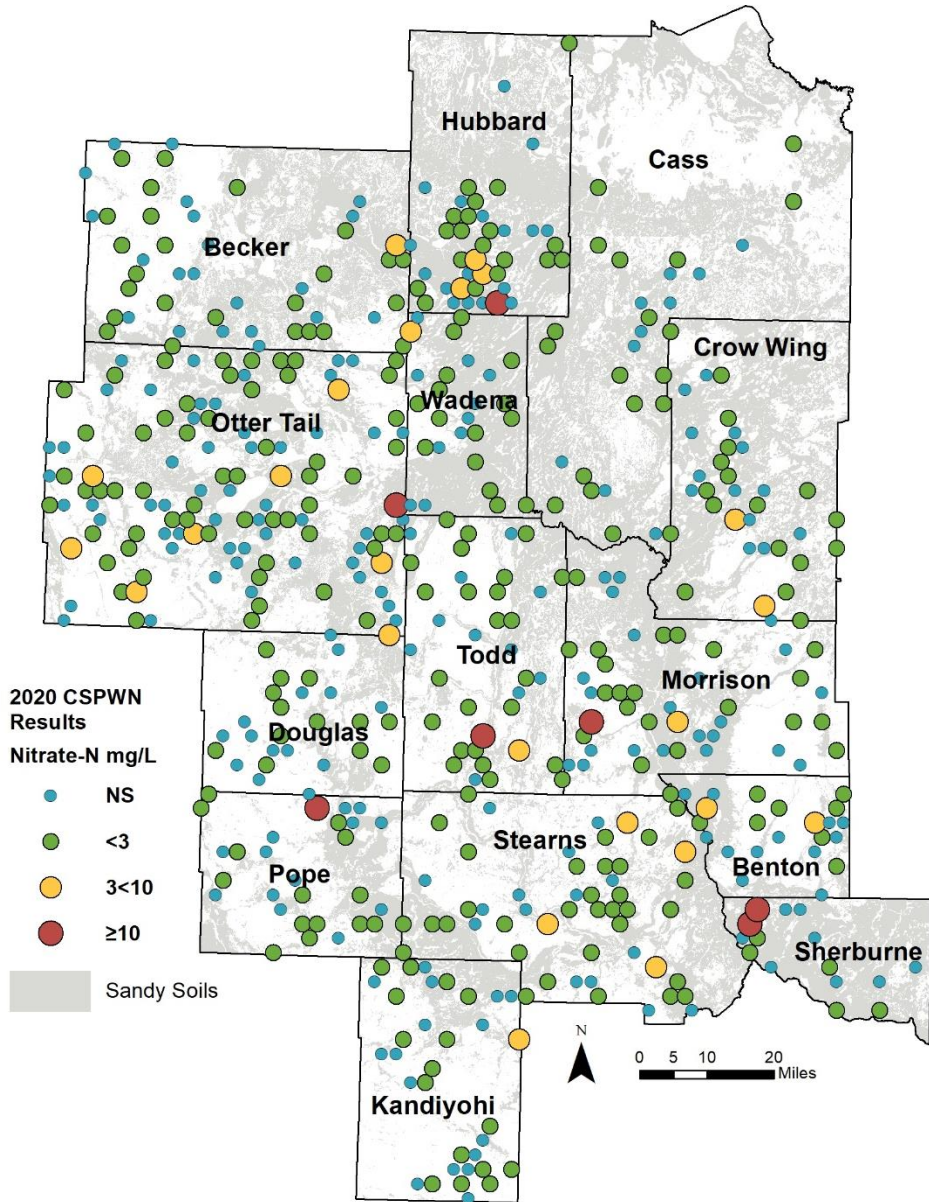 Hubbard
Cass
Becker
Crow Wing
Wadena
Otter Tail
Todd
Morrison
2020 CSPWN
Results
Nitrate-N mg/L
NS
<3
3<10
≥10
Sandy Soils
Douglas
Stearns
Pope
Benton
Sherburne
N
0 5 10 20
Miles
Kandiyohi